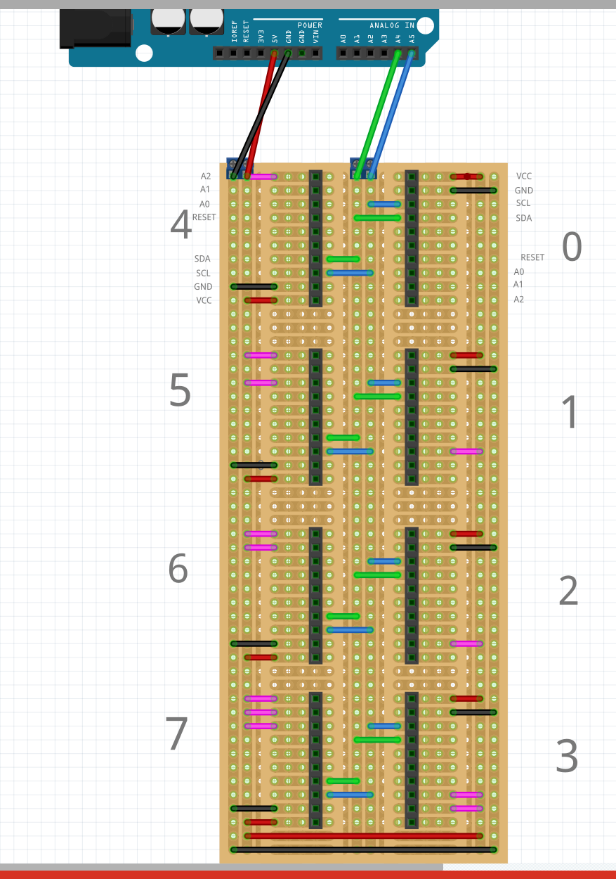 POWER
ANALOG IN
IOREF
RESET
3V3
5V
GND
GND
VIN
A0
A1
A2
A3
A4
A5
A2
A1
A0
RESET
4
SDA
SCL
GND
VCC
VCC
GND
SCL
SDA
0
RESET
A0
A1
A2
5
1
6
2
7
3